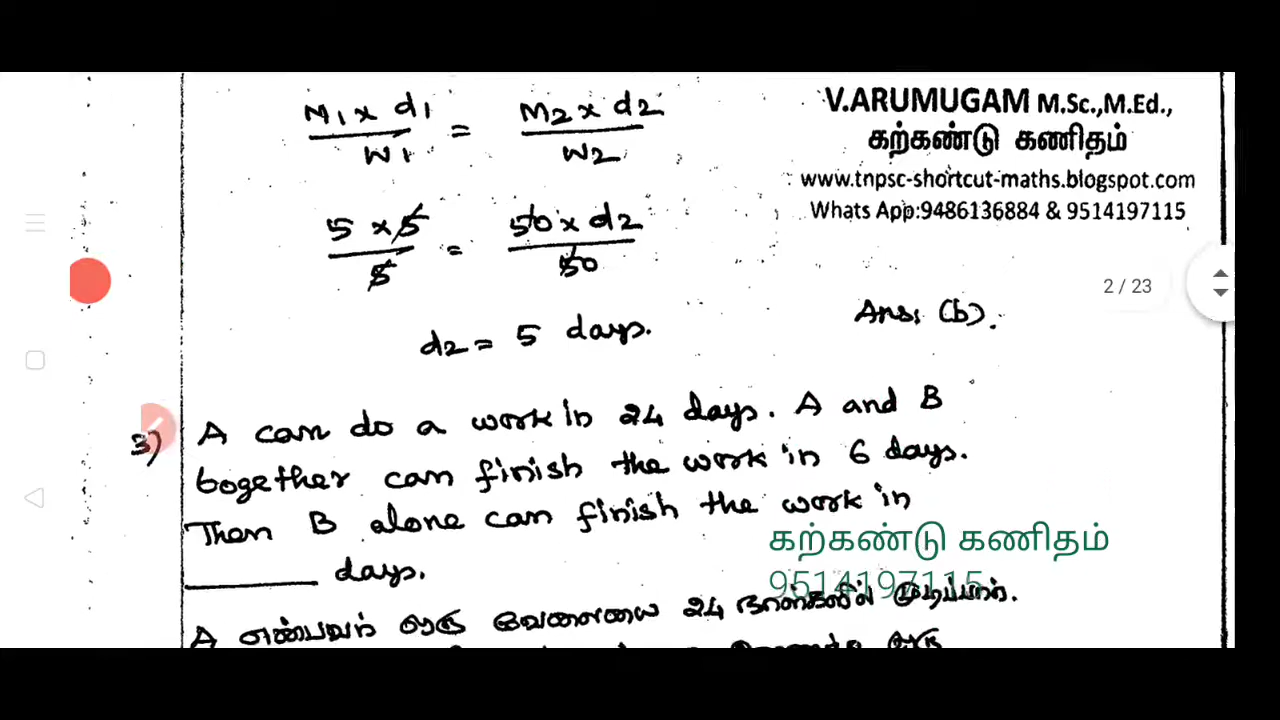 M1 x d1 / W1 = M2 x d2 / W2
V.ARUMUGAM M.Sc.,M.Ed.,
கற்கண்டு கணிதம்
www.tnpsc-shortcut-maths.blogspot.com
Whats App:9486136884 & 9514197115
5 x 5 / 5 = 50 x d2 / 50
2 / 23
Ans: (b).
d2 = 5 days.
3) A can do a work in 24 days. A and B
together can finish the work in 6 days.
Then B alone can finish the work in
கற்கண்டு கணிதம்
______ days.
9514197115
A என்பவர் ஒரு வேலையை 24 நாள்களில் முடிப்பார்.